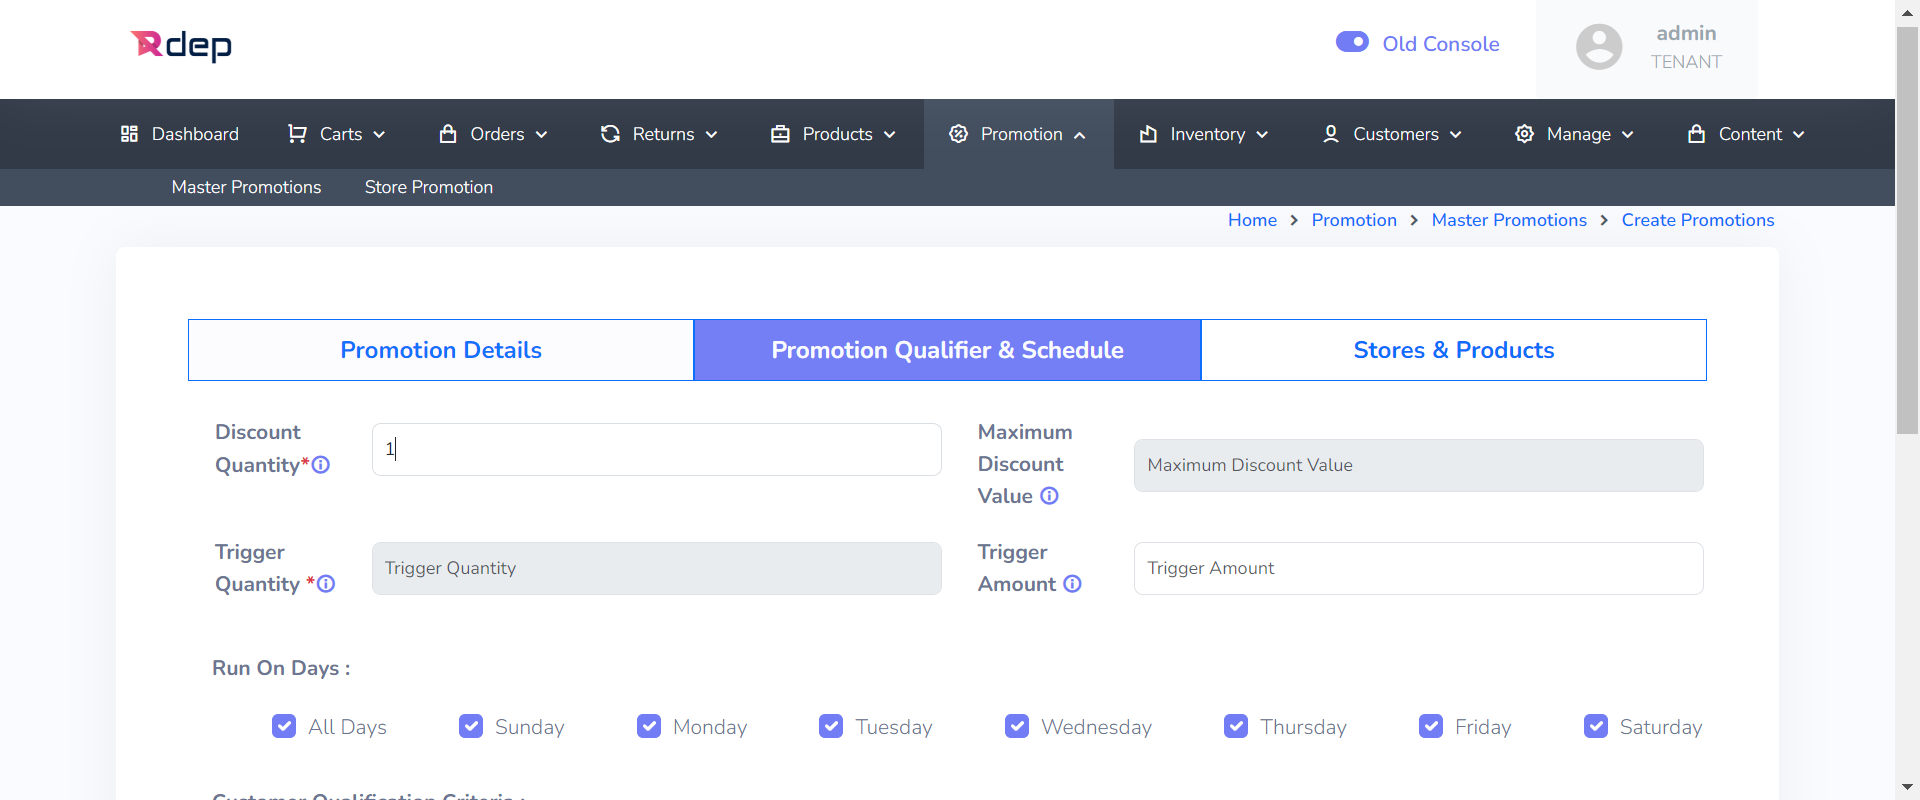 Rdep
Old Console
admin
TENANT
Dashboard Carts Orders Returns Products Promotion Inventory Customers Manage Content
Master Promotions Store Promotion
Home > Promotion > Master Promotions > Create Promotions
Promotion Details Promotion Qualifier & Schedule Stores & Products
Discount
Quantity*
1
Maximum
Discount
Value
Maximum Discount Value
Trigger
Quantity *
Trigger Quantity
Trigger
Amount
Trigger Amount
Run On Days :
All Days Sunday Monday Tuesday Wednesday Thursday Friday Saturday
Customer Qualification Criteria :